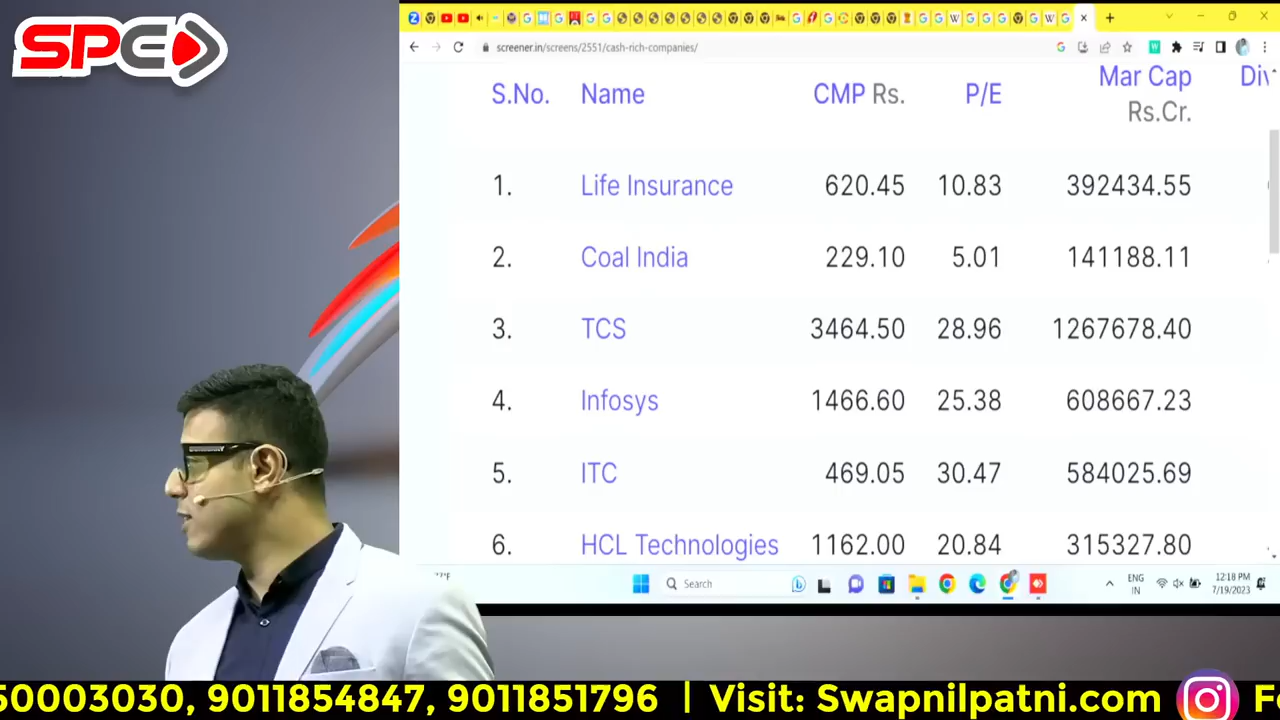 SPE
screener.in/screens/2551/cash-rich-companies/
S.No. Name CMP Rs. P/E Mar Cap Rs.Cr. Div
1. Life Insurance 620.45 10.83 392434.55
2. Coal India 229.10 5.01 141188.11
3. TCS 3464.50 28.96 1267678.40
4. Infosys 1466.60 25.38 608667.23
5. ITC 469.05 30.47 584025.69
6. HCL Technologies 1162.00 20.84 315327.80
Search
ENG
IN
12:18 PM
7/19/2023
50003030, 9011854847, 9011851796 | Visit: Swapnilpatni.com